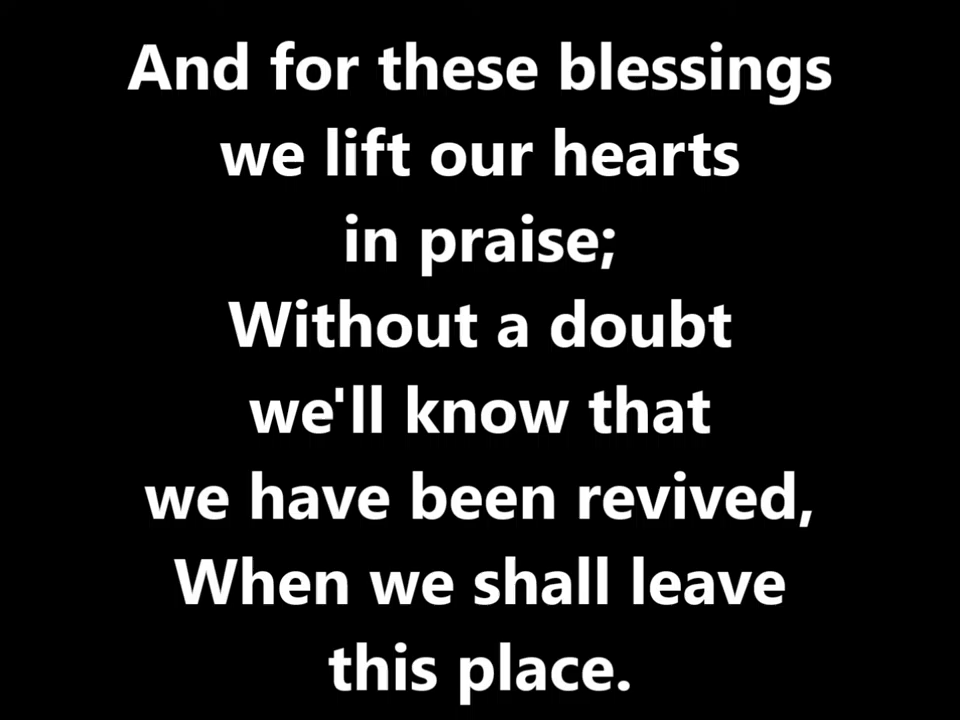 And for these blessings
we lift our hearts
in praise;
Without a doubt
we'll know that
we have been revived,
When we shall leave
this place.